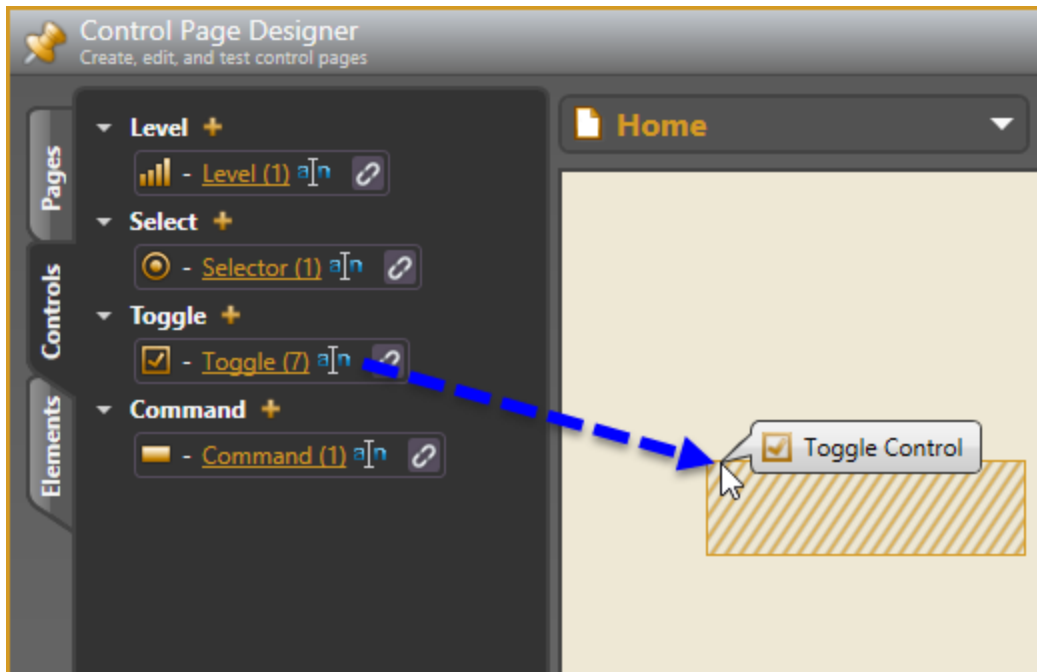 Control Page Designer
Create, edit, and test control pages
Pages
Controls
Elements
Level +
- Level (1) a n
Select +
- Selector (1) a n
Toggle +
- Toggle (7) a n
Command +
- Command (1) a n
Home
Toggle Control